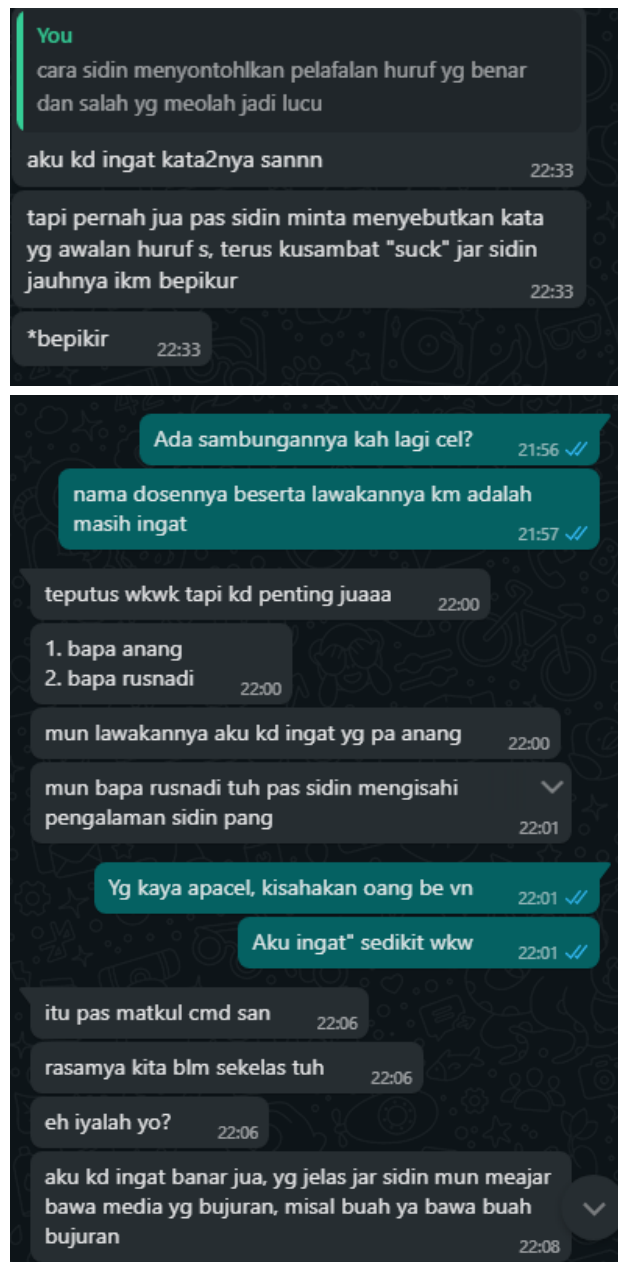 You
cara sidin menyontohlkan pelafalan huruf yg benar
dan salah yg meolah jadi lucu
aku kd ingat kata2nya sannn
22:33
tapi pernah jua pas sidin minta menyebutkan kata
yg awalan huruf s, terus kusambat "suck" jar sidin
jauhnya ikm bepikur
22:33
*bepikir
22:33
Ada sambungannya kah lagi cel?
21:56
nama dosennya beserta lawakannya km adalah
masih ingat
21:57
teputus wkwk tapi kd penting juaaa
22:00
1. bapa anang
2. bapa rusnadi
22:00
mun lawakannya aku kd ingat yg pa anang
22:00
mun bapa rusnadi tuh pas sidin mengisahi
pengalaman sidin pang
22:01
Yg kaya apacel, kisahakan oang be vn
22:01
Aku ingat" sedikit wkw
22:01
itu pas matkul cmd san
22:06
rasamya kita blm sekelas tuh
22:06
eh iyalah yo?
22:06
aku kd ingat banar jua, yg jelas jar sidin mun meajar
bawa media yg bujuran, misal buah ya bawa buah
bujuran
22:08